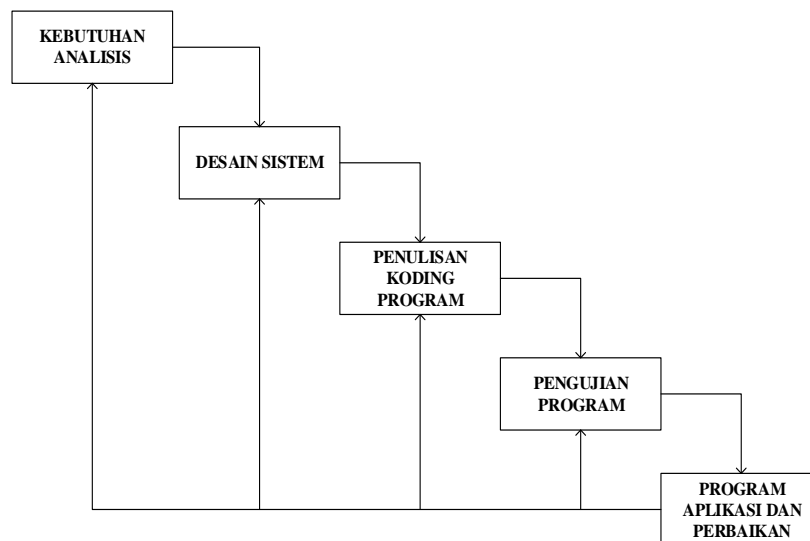 KEBUTUHAN
ANALISIS
DESAIN SISTEM
PENULISAN
KODING
PROGRAM
PENGUJIAN
PROGRAM
PROGRAM
APLIKASI DAN
PERBAIKAN